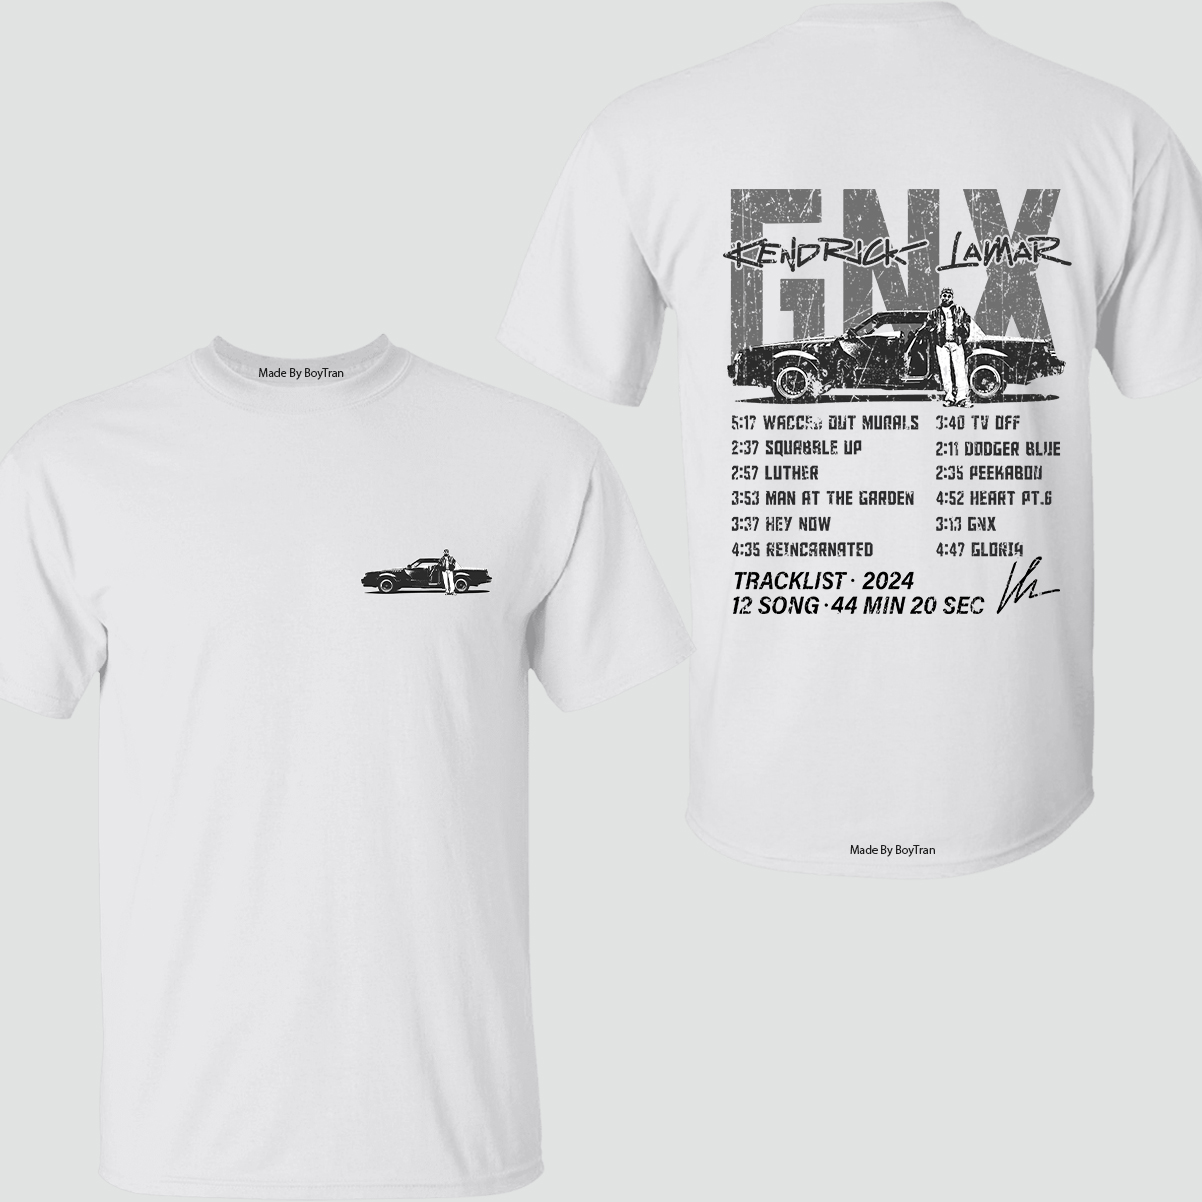 GNX
KENDRICK LAMAR
5:17 WACCED OUT MURALS
2:37 SQUABBLE UP
2:57 LUTHER
3:53 MAN AT THE GARDEN
3:37 HEY NOW
4:35 REINCARNATED
3:40 TV OFF
2:11 DODGER BLUE
2:35 PEEKABOO
4:52 HEART PT.6
3:13 GNX
4:47 GLORIA
TRACKLIST · 2024
12 SONG · 44 MIN 20 SEC
Made By BoyTran
Made By BoyTran